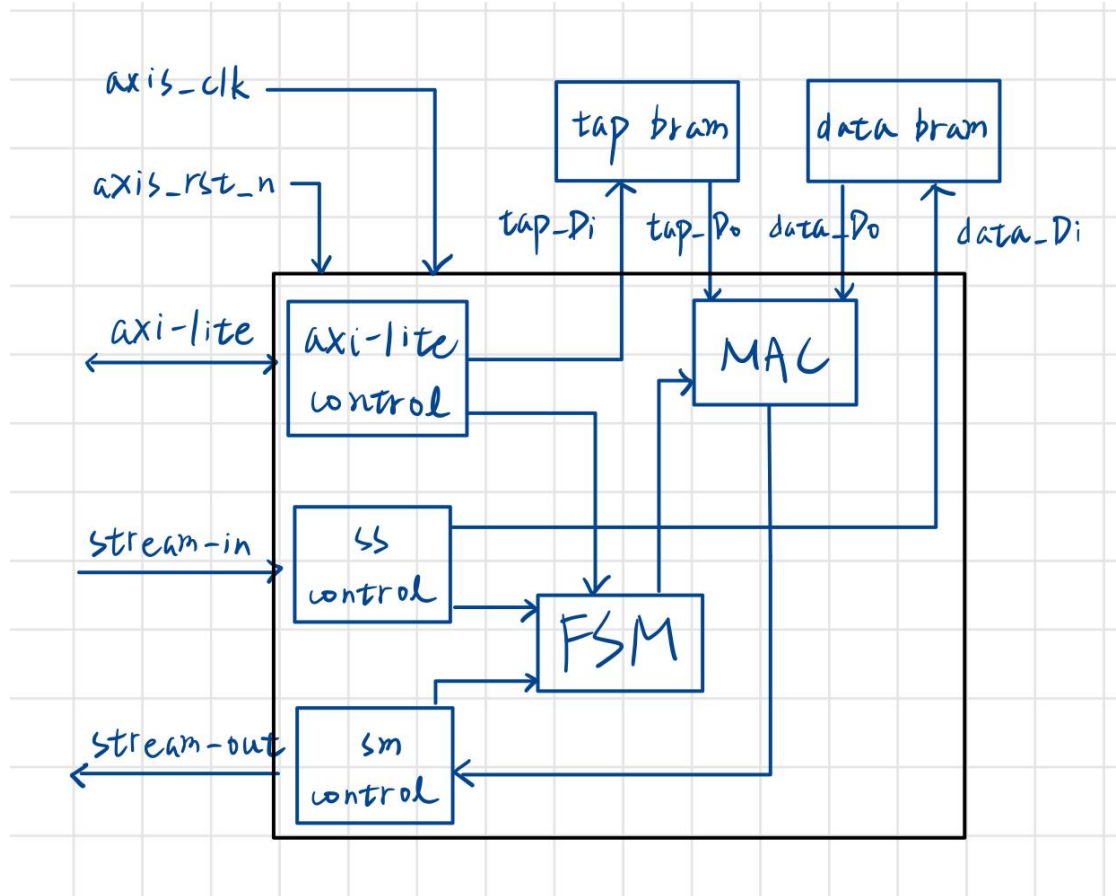 axis_clk
tap bram
data bram
axis_rst_n
tap_Di
tap_Do
data_Do
data_Di
axi-lite
axi-lite
control
MAC
stream-in
ss
control
FSM
stream-out
sm
control